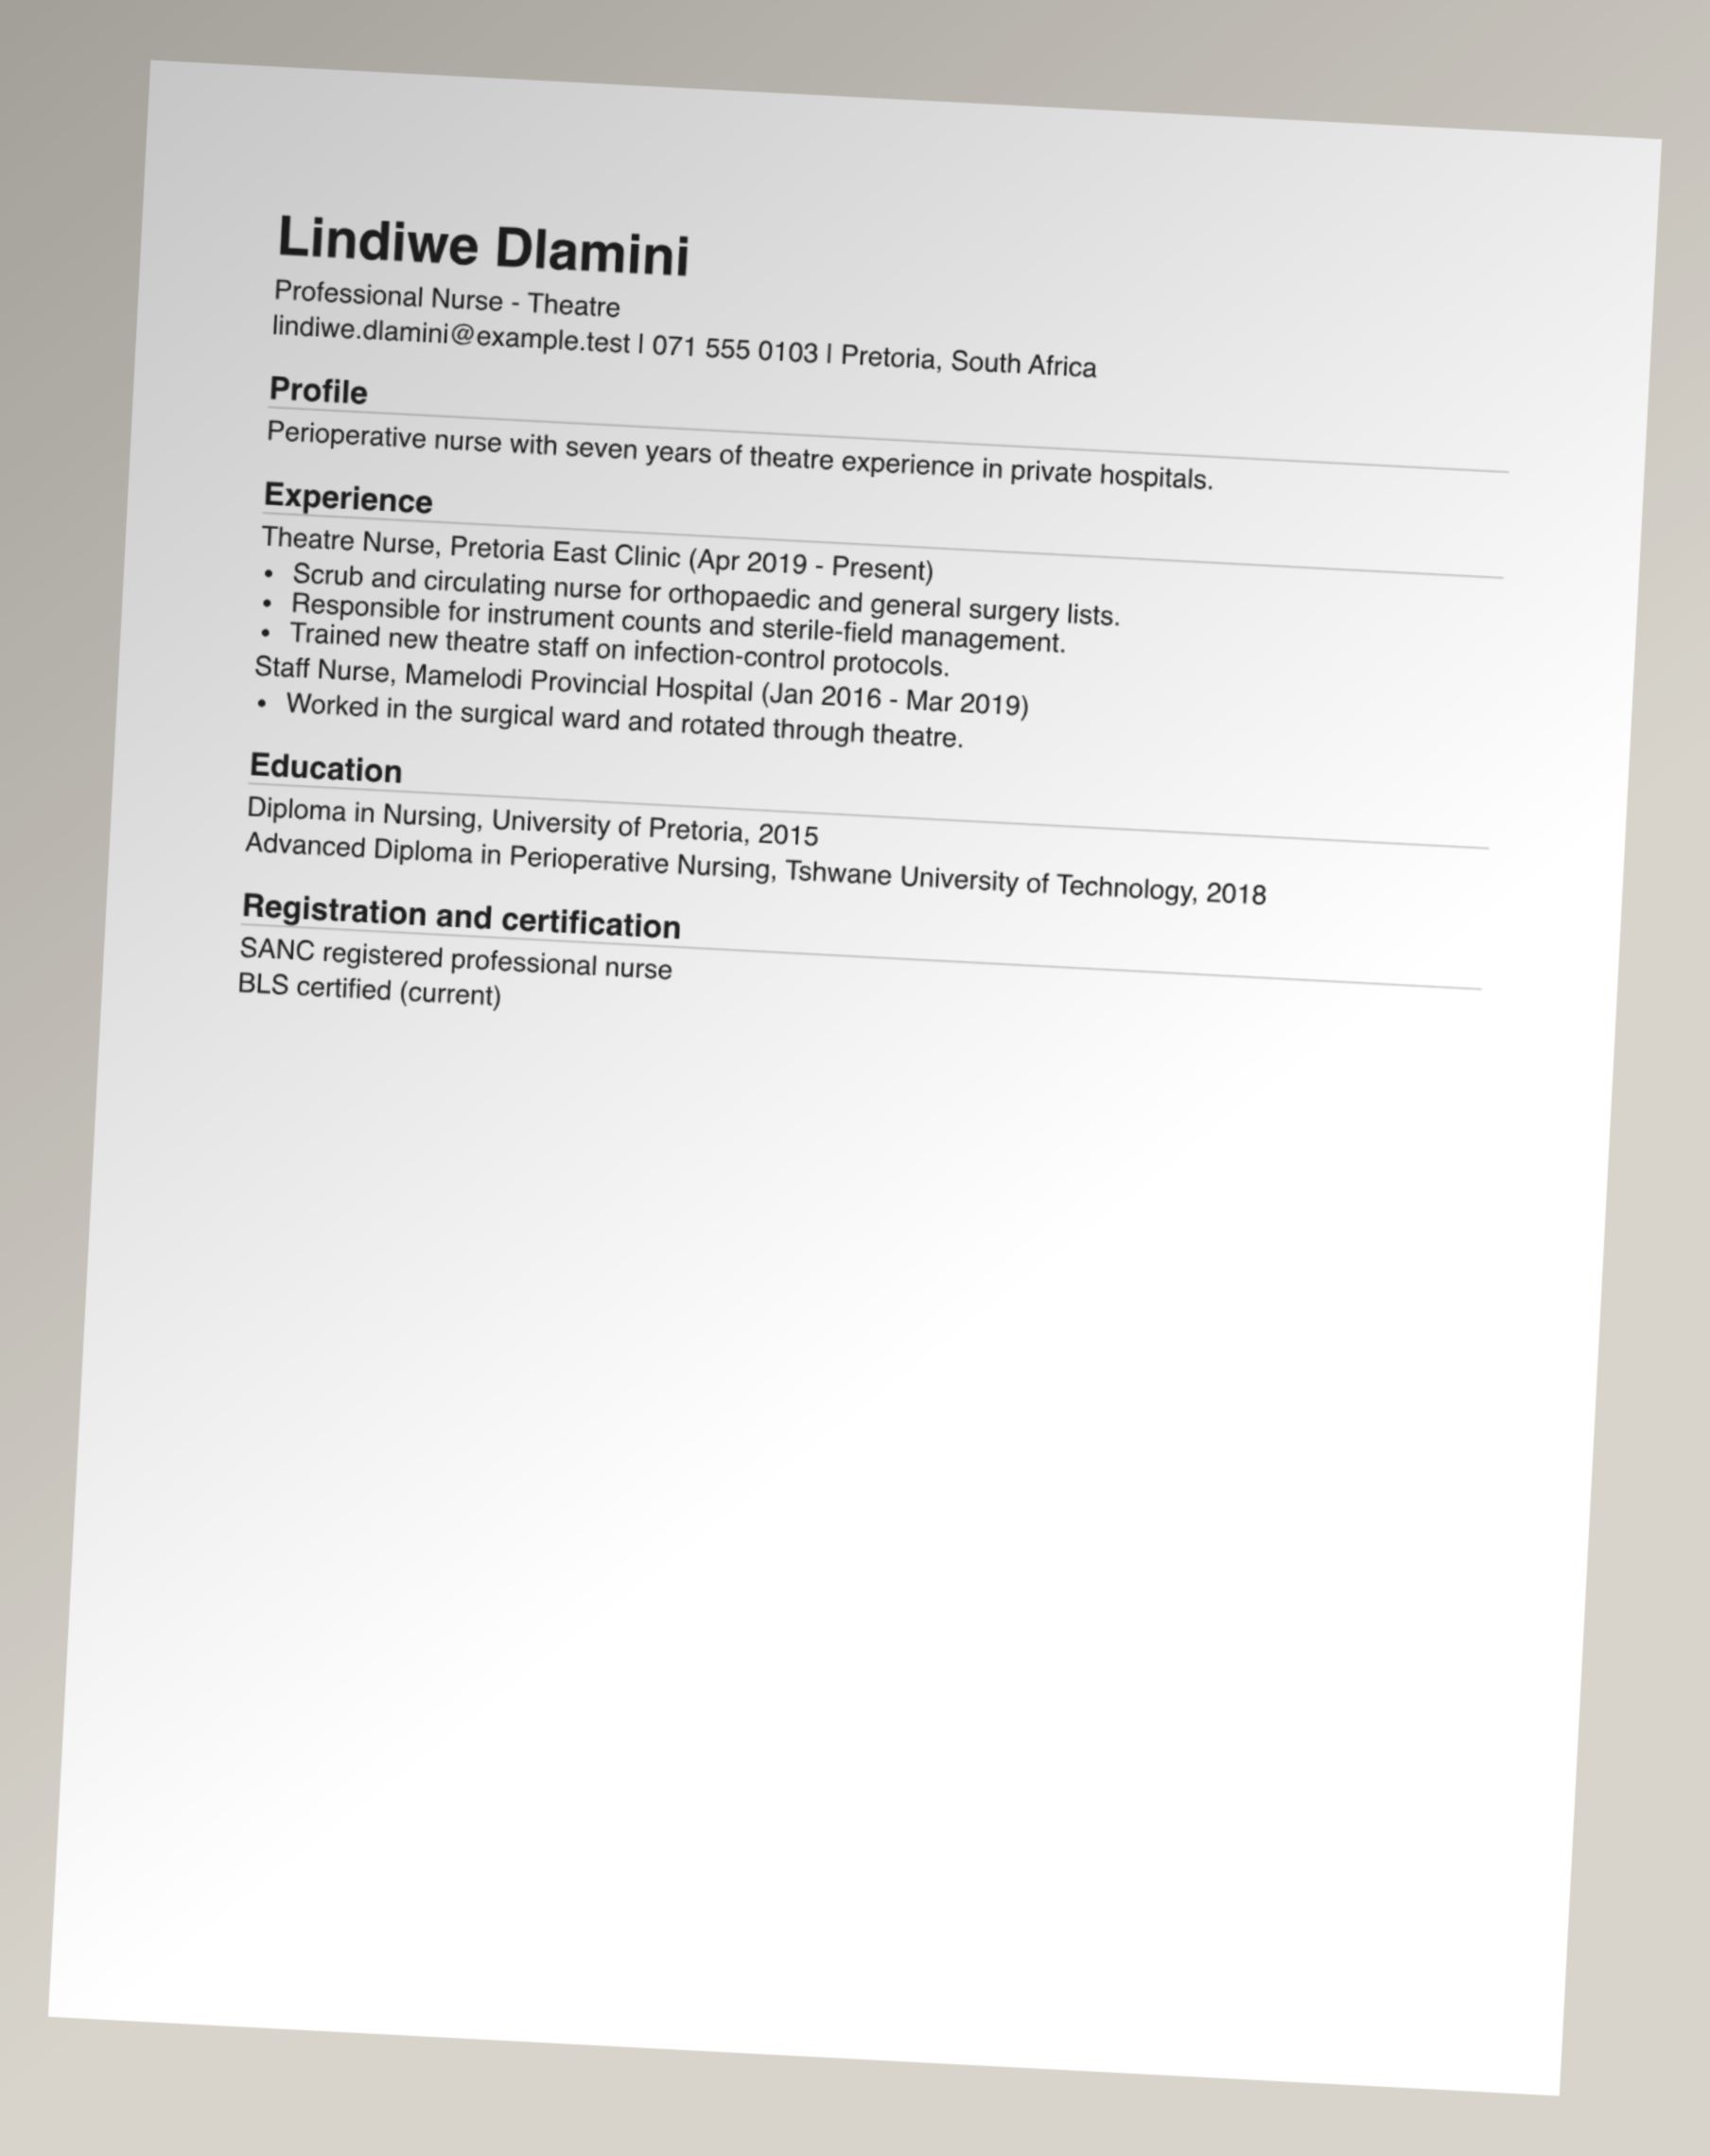 Lindiwe Dlamini
Professional Nurse - Theatre
lindiwe.dlamini@example.test | 071 555 0103 | Pretoria, South Africa
Profile
Perioperative nurse with seven years of theatre experience in private hospitals.
Experience
Theatre Nurse, Pretoria East Clinic (Apr 2019 - Present)
• Scrub and circulating nurse for orthopaedic and general surgery lists.
• Responsible for instrument counts and sterile-field management.
• Trained new theatre staff on infection-control protocols.
Staff Nurse, Mamelodi Provincial Hospital (Jan 2016 - Mar 2019)
• Worked in the surgical ward and rotated through theatre.
Education
Diploma in Nursing, University of Pretoria, 2015
Advanced Diploma in Perioperative Nursing, Tshwane University of Technology, 2018
Registration and certification
SANC registered professional nurse
BLS certified (current)